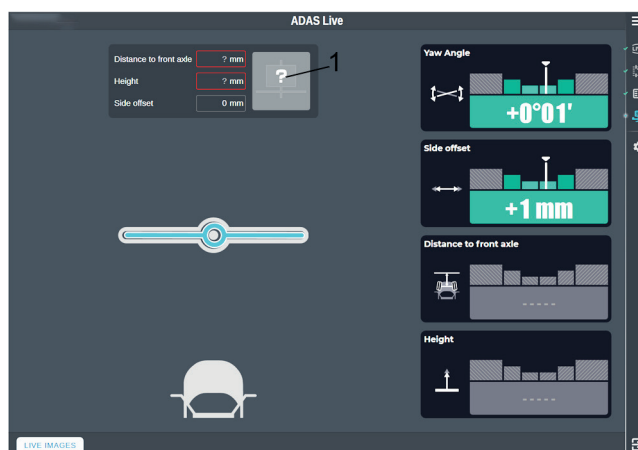 ADAS Live
Distance to front axle ? mm
Height ? mm
Side offset 0 mm
?
1
Yaw Angle
+0°01'
Side offset
+1 mm
Distance to front axle
-----
Height
-----
LIVE IMAGES